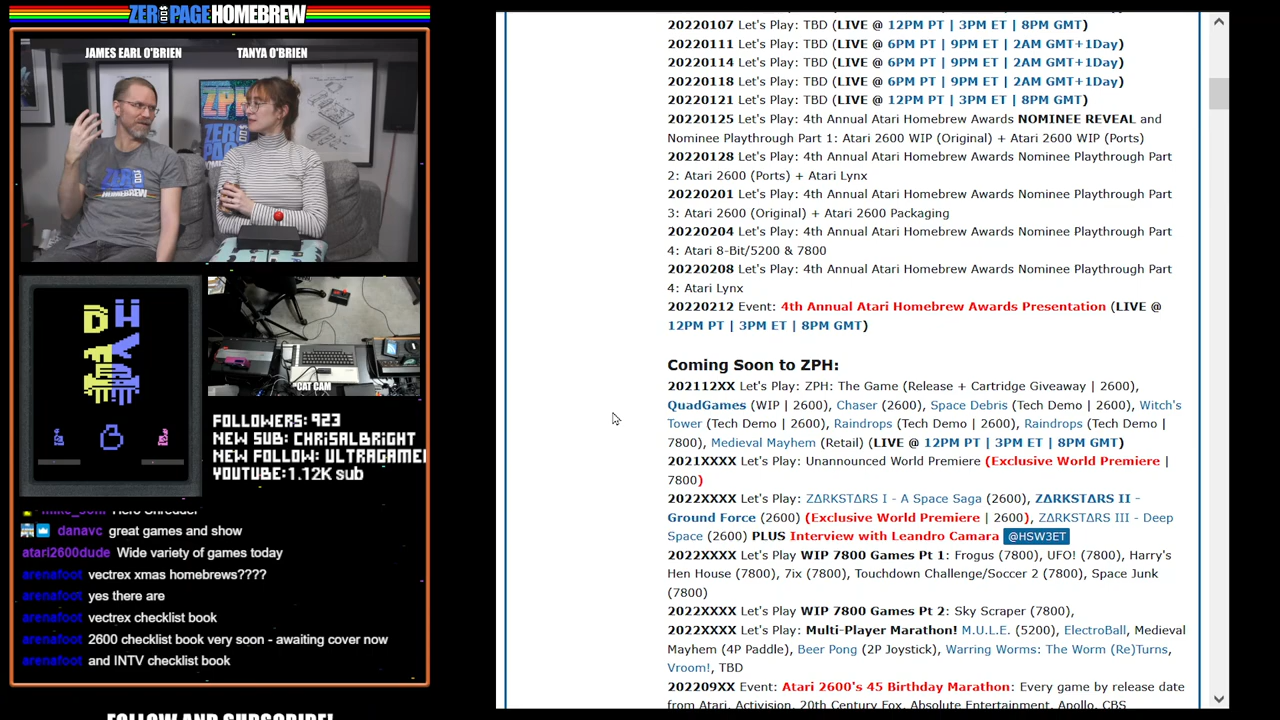 ZERO PAGE HOMEBREW
JAMES EARL O'BRIEN
TANYA O'BRIEN
ZPH
*CAT CAM
FOLLOWERS: 923
NEW SUB: CHRISALBRIGHT
NEW FOLLOW: ULTRAGAME
YOUTUBE: 1.12K sub
danavc great games and show
atari2600dude Wide variety of games today
arenafoot vectrex xmas homebrews????
arenafoot yes there are
arenafoot vectrex checklist book
arenafoot 2600 checklist book very soon - awaiting cover now
arenafoot and INTV checklist book
FOLLOW AND SUBSCRIBE!
20220107 Let's Play: TBD (LIVE @ 12PM PT | 3PM ET | 8PM GMT)
20220111 Let's Play: TBD (LIVE @ 6PM PT | 9PM ET | 2AM GMT+1Day)
20220114 Let's Play: TBD (LIVE @ 6PM PT | 9PM ET | 2AM GMT+1Day)
20220118 Let's Play: TBD (LIVE @ 6PM PT | 9PM ET | 2AM GMT+1Day)
20220121 Let's Play: TBD (LIVE @ 12PM PT | 3PM ET | 8PM GMT)
20220125 Let's Play: 4th Annual Atari Homebrew Awards NOMINEE REVEAL and
Nominee Playthrough Part 1: Atari 2600 WIP (Original) + Atari 2600 WIP (Ports)
20220128 Let's Play: 4th Annual Atari Homebrew Awards Nominee Playthrough Part
2: Atari 2600 (Ports) + Atari Lynx
20220201 Let's Play: 4th Annual Atari Homebrew Awards Nominee Playthrough Part
3: Atari 2600 (Original) + Atari 2600 Packaging
20220204 Let's Play: 4th Annual Atari Homebrew Awards Nominee Playthrough Part
4: Atari 8-Bit/5200 & 7800
20220208 Let's Play: 4th Annual Atari Homebrew Awards Nominee Playthrough Part
4: Atari Lynx
20220212 Event: 4th Annual Atari Homebrew Awards Presentation (LIVE @
12PM PT | 3PM ET | 8PM GMT)
Coming Soon to ZPH:
202112XX Let's Play: ZPH: The Game (Release + Cartridge Giveaway | 2600),
QuadGames (WIP | 2600), Chaser (2600), Space Debris (Tech Demo | 2600), Witch's
Tower (Tech Demo | 2600), Raindrops (Tech Demo | 2600), Raindrops (Tech Demo |
7800), Medieval Mayhem (Retail) (LIVE @ 12PM PT | 3PM ET | 8PM GMT)
2021XXXX Let's Play: Unannounced World Premiere (Exclusive World Premiere |
7800)
2022XXXX Let's Play: ZΔRKSTΔRS I - A Space Saga (2600), ZΔRKSTΔRS II -
Ground Force (2600) (Exclusive World Premiere | 2600), ZΔRKSTΔRS III - Deep
Space (2600) PLUS Interview with Leandro Camara @HSW3ET
2022XXXX Let's Play WIP 7800 Games Pt 1: Frogus (7800), UFO! (7800), Harry's
Hen House (7800), 7ix (7800), Touchdown Challenge/Soccer 2 (7800), Space Junk
(7800)
2022XXXX Let's Play WIP 7800 Games Pt 2: Sky Scraper (7800),
2022XXXX Let's Play: Multi-Player Marathon! M.U.L.E. (5200), ElectroBall, Medieval
Mayhem (4P Paddle), Beer Pong (2P Joystick), Warring Worms: The Worm (Re)Turns,
Vroom!, TBD
202209XX Event: Atari 2600's 45 Birthday Marathon: Every game by release date
from Atari, Activision, 20th Century Fox, Absolute Entertainment, Apollo, CBS